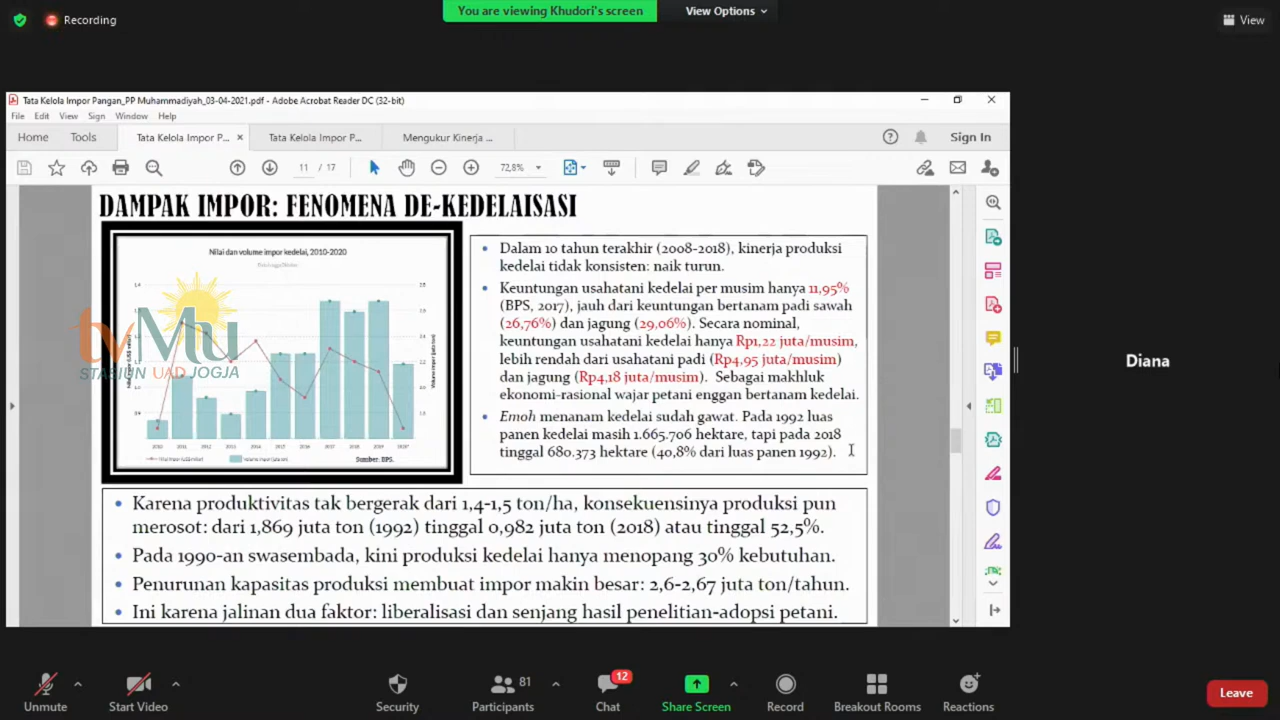 You are viewing Khudori's screen
View Options
Recording
View
Tata Kelola Impor Pangan_PP Muhammadiyah_03-04-2021.pdf - Adobe Acrobat Reader DC (32-bit)
File Edit View Sign Window Help
Home Tools Tata Kelola Impor P... Tata Kelola Impor P... Mengukur Kinerja ... Sign In
11 / 17 72,8%
DAMPAK IMPOR: FENOMENA DE-KEDELAISASI
Nilai dan volume impor kedelai, 2010-2020
2010 2011 2012 2013 2014 2015 2016 2017 2018 2019
Sumber: BPS.
tvMu
STASIUN UAD JOGJA
• Dalam 10 tahun terakhir (2008-2018), kinerja produksi
kedelai tidak konsisten: naik turun.
• Keuntungan usahatani kedelai per musim hanya 11,95%
(BPS, 2017), jauh dari keuntungan bertanam padi sawah
(26,76%) dan jagung (29,06%). Secara nominal,
keuntungan usahatani kedelai hanya Rp1,22 juta/musim,
lebih rendah dari usahatani padi (Rp4,95 juta/musim)
dan jagung (Rp4,18 juta/musim). Sebagai makhluk
ekonomi-rasional wajar petani enggan bertanam kedelai.
• Emoh menanam kedelai sudah gawat. Pada 1992 luas
panen kedelai masih 1.665.706 hektare, tapi pada 2018
tinggal 680.373 hektare (40,8% dari luas panen 1992).
• Karena produktivitas tak bergerak dari 1,4-1,5 ton/ha, konsekuensinya produksi pun
merosot: dari 1,869 juta ton (1992) tinggal 0,982 juta ton (2018) atau tinggal 52,5%.
• Pada 1990-an swasembada, kini produksi kedelai hanya menopang 30% kebutuhan.
• Penurunan kapasitas produksi membuat impor makin besar: 2,6-2,67 juta ton/tahun.
• Ini karena jalinan dua faktor: liberalisasi dan senjang hasil penelitian-adopsi petani.
Diana
Unmute Start Video Security Participants 81 Chat 12 Share Screen Record Breakout Rooms Reactions Leave